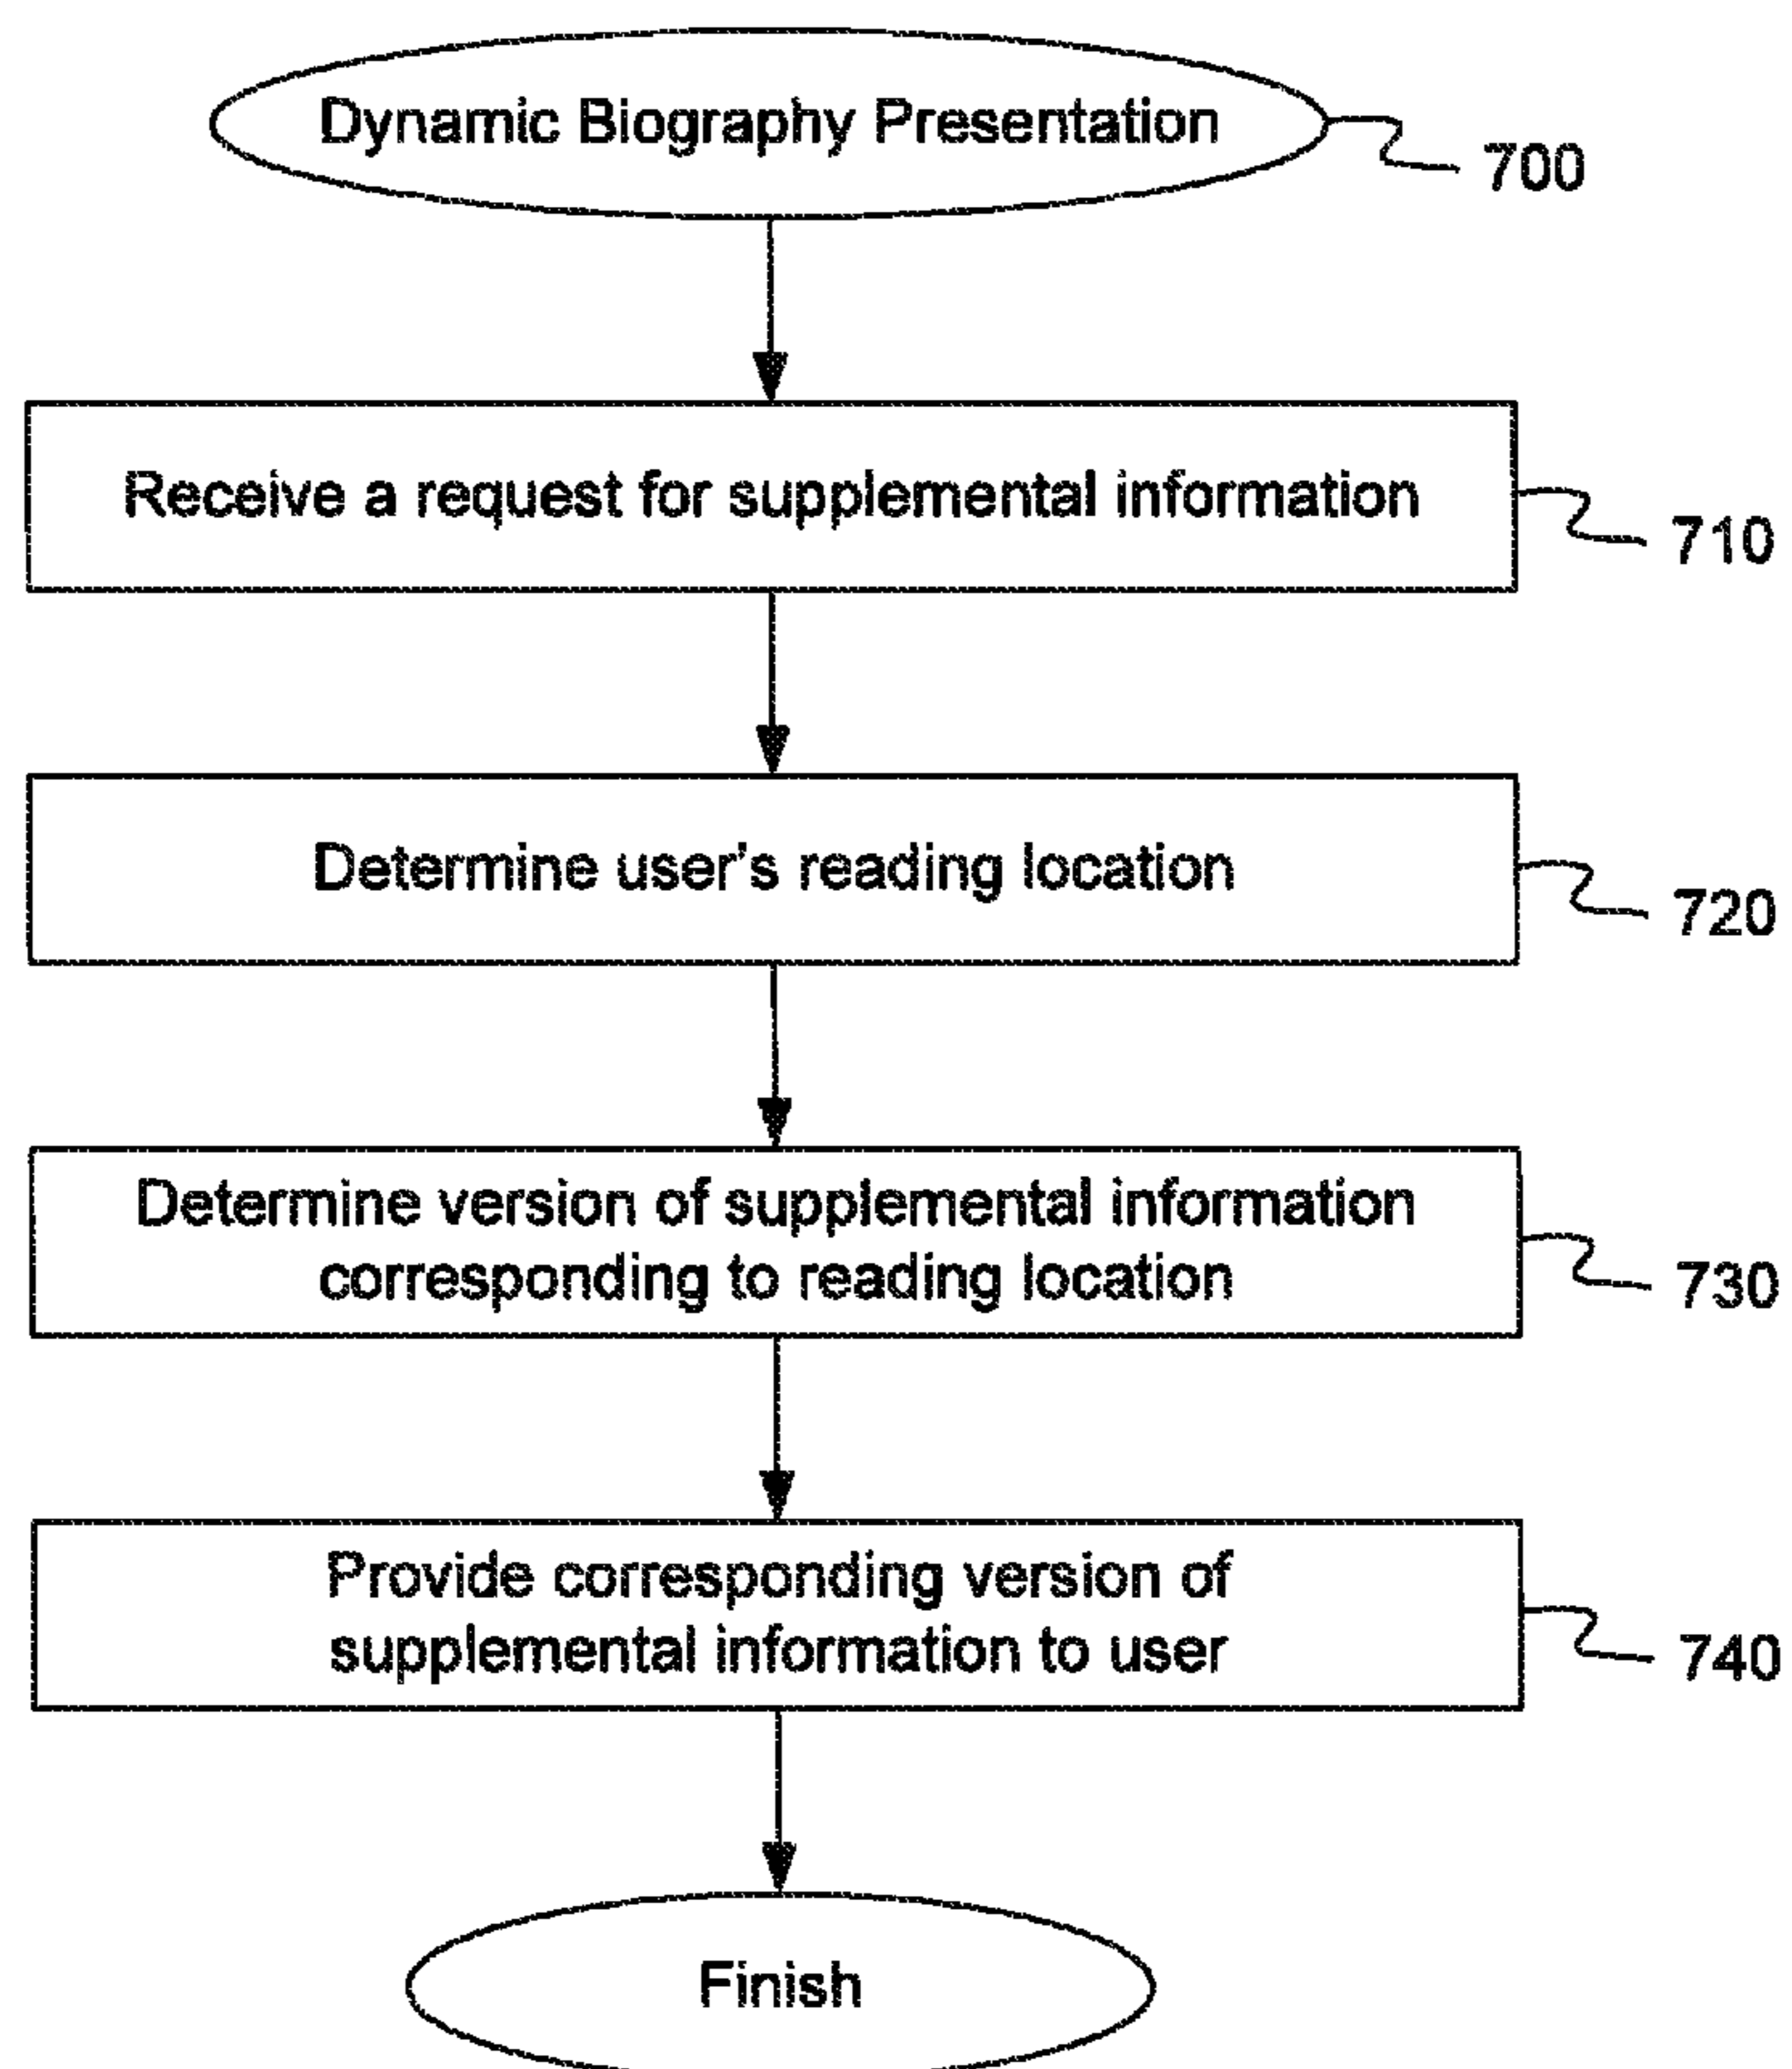 Dynamic Biography Presentation
700
Receive a request for supplemental information
710
Determine user's reading location
720
Determine version of supplemental information
corresponding to reading location
730
Provide corresponding version of
supplemental information to user
740
Finish